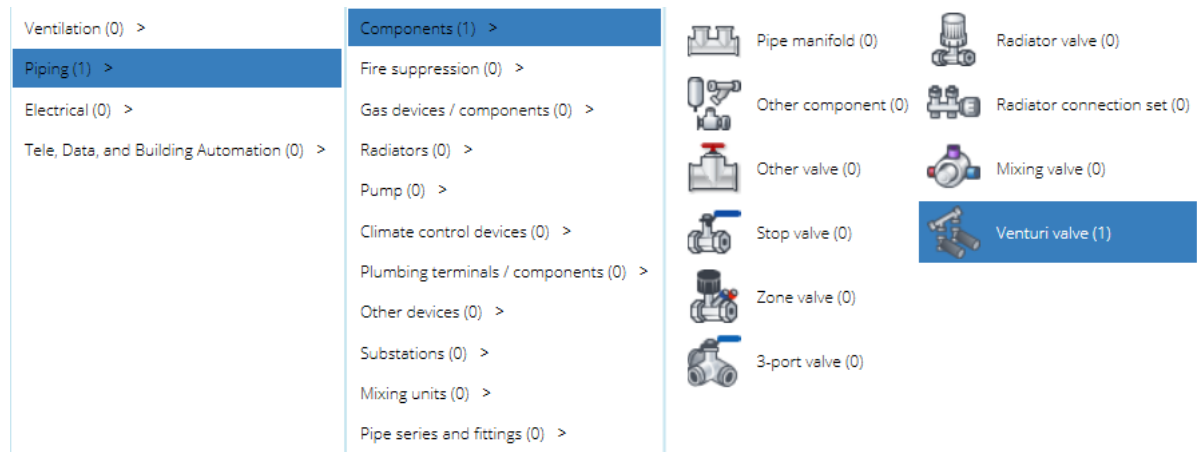 Ventilation (0) >
Piping (1) >
Electrical (0) >
Tele, Data, and Building Automation (0) >
Components (1) >
Fire suppression (0) >
Gas devices / components (0) >
Radiators (0) >
Pump (0) >
Climate control devices (0) >
Plumbing terminals / components (0) >
Other devices (0) >
Substations (0) >
Mixing units (0) >
Pipe series and fittings (0) >
Pipe manifold (0)
Other component (0)
Other valve (0)
Stop valve (0)
Zone valve (0)
3-port valve (0)
Radiator valve (0)
Radiator connection set (0)
Mixing valve (0)
Venturi valve (1)